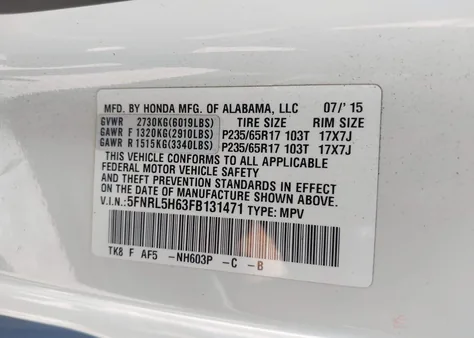 MFD. BY HONDA MFG. OF ALABAMA, LLC 07/'15
GVWR 2730KG(6019LBS) TIRE SIZE RIM SIZE
GAWR F 1320KG(2910LBS) P235/65R17 103T 17X7J
GAWR R 1515KG(3340LBS) P235/65R17 103T 17X7J
THIS VEHICLE CONFORMS TO ALL APPLICABLE
FEDERAL MOTOR VEHICLE SAFETY
AND THEFT PREVENTION STANDARDS IN EFFECT
ON THE DATE OF MANUFACTURE SHOWN ABOVE.
V.I.N.: 5FNRL5H63FB131471 TYPE: MPV
TK8 F AF5 -NH603P -C -B